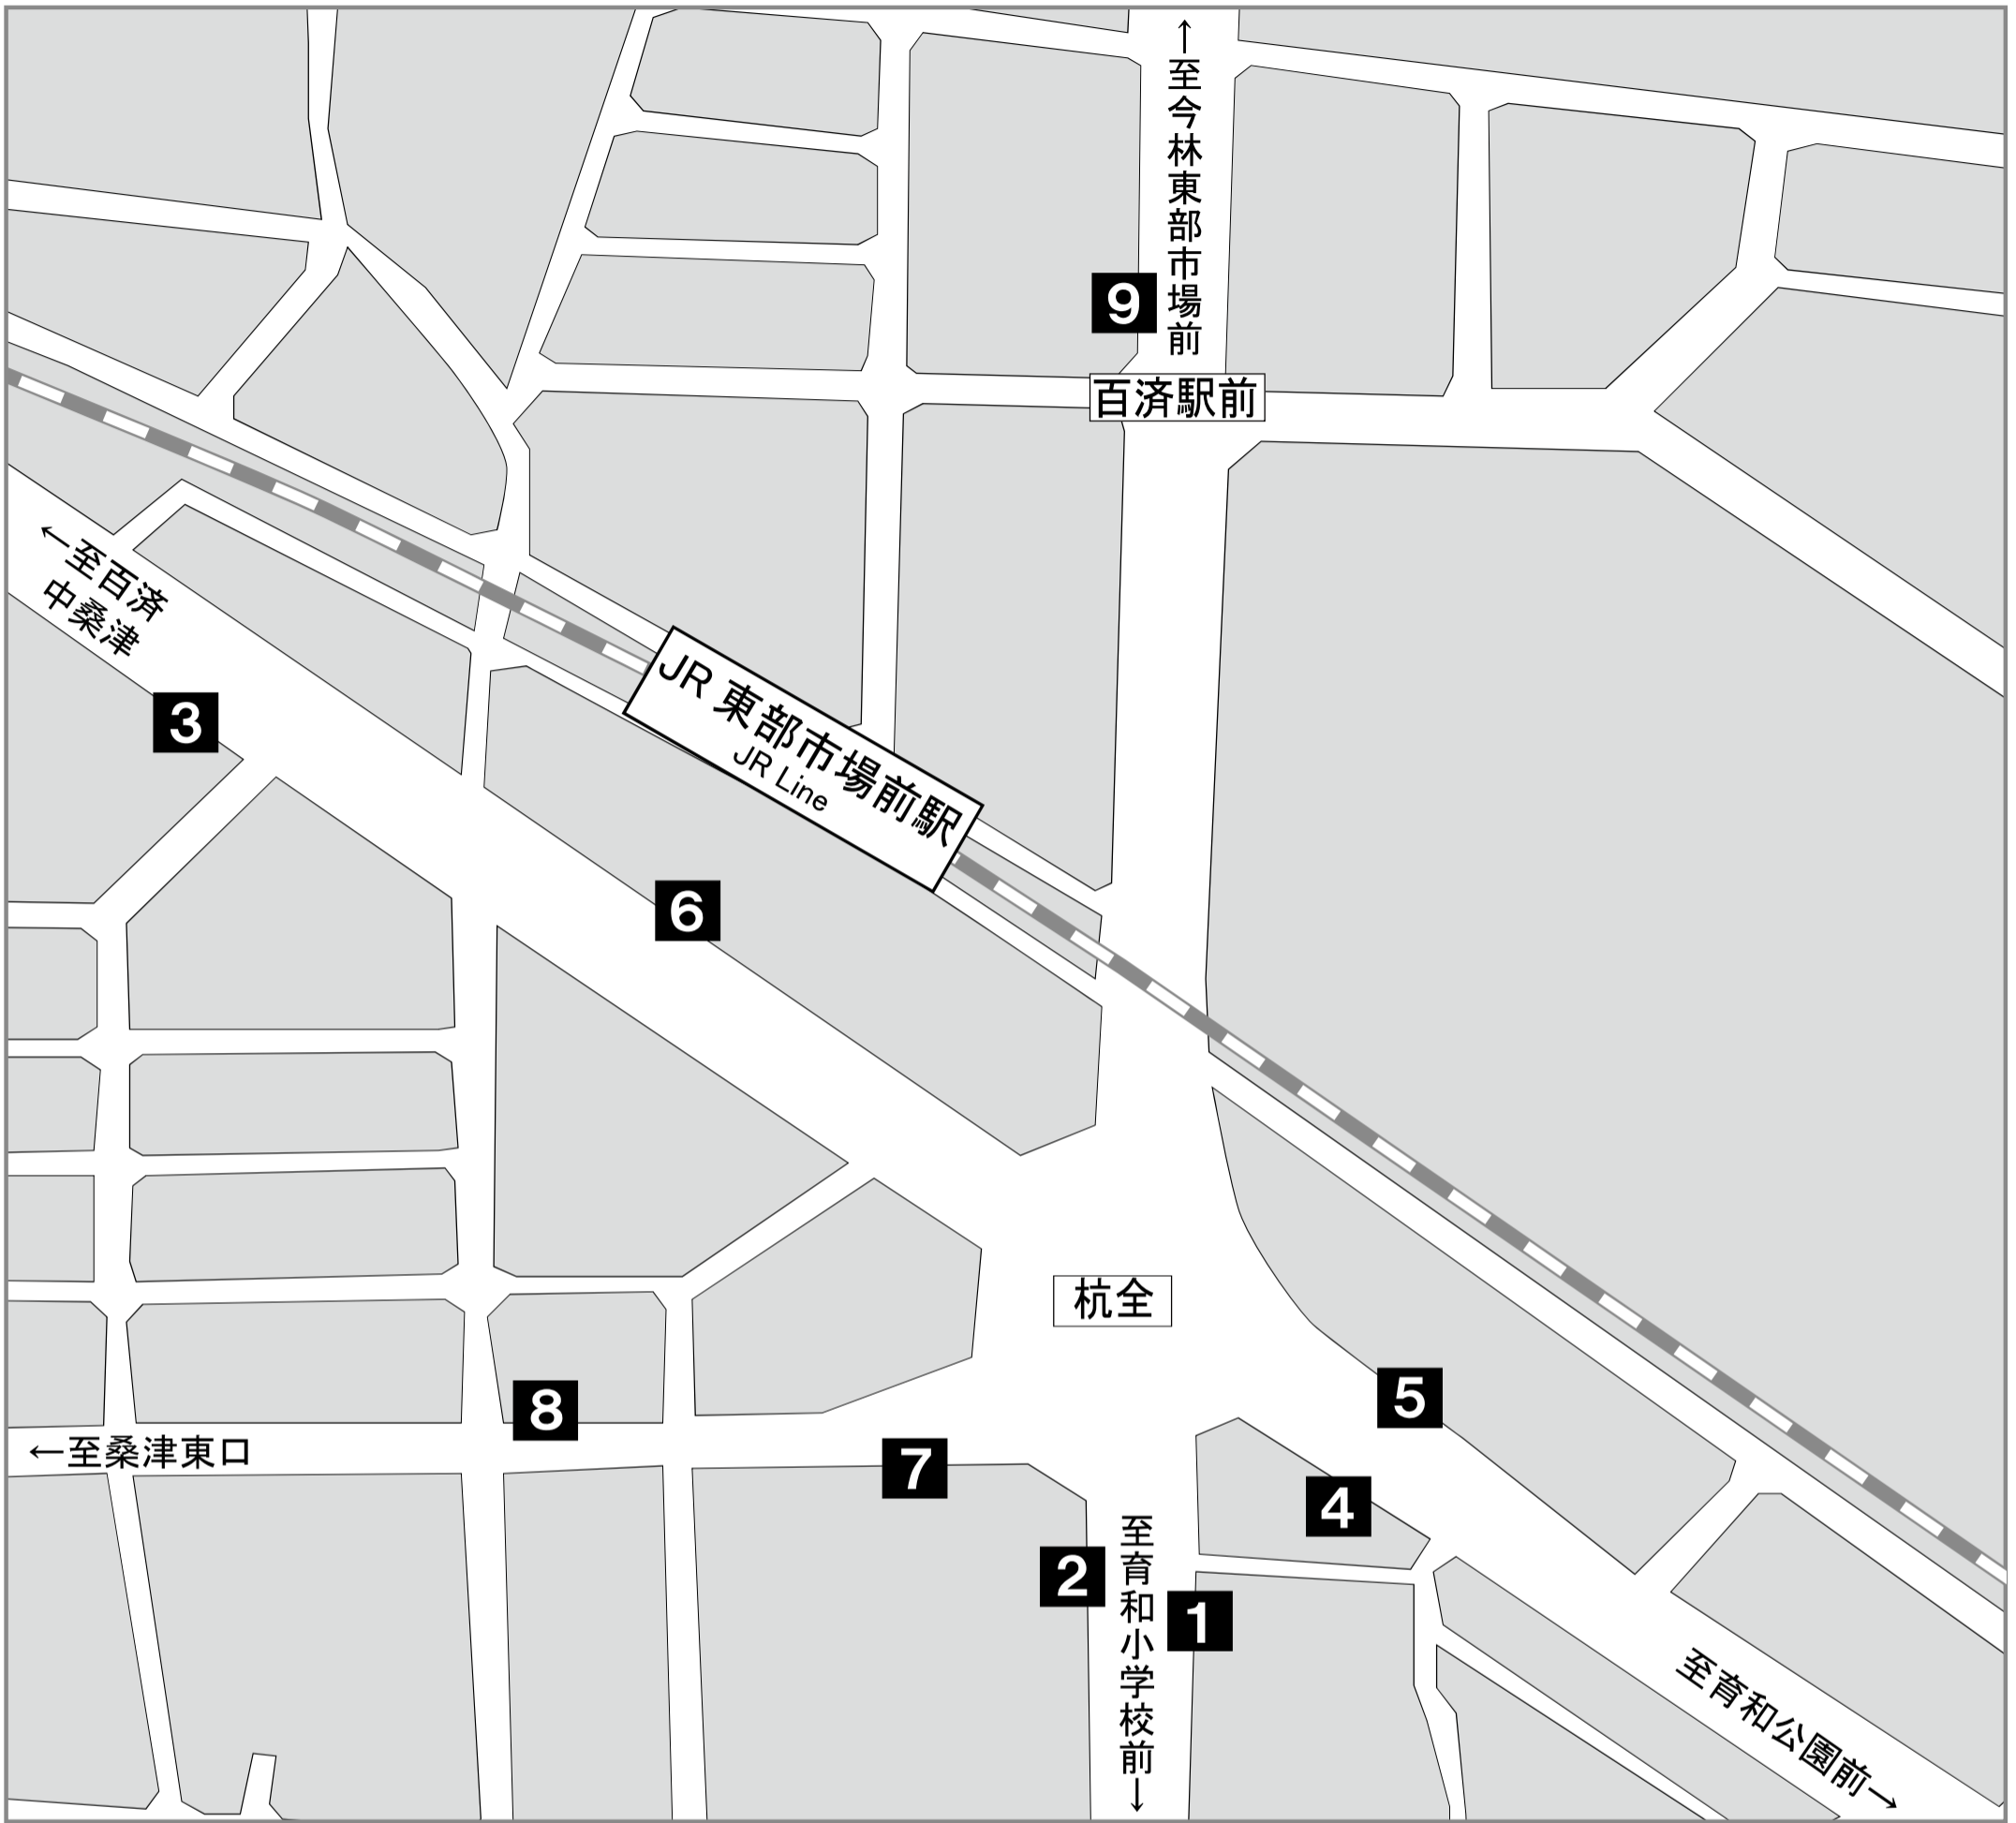 ↑至今林東部市場前
9
百済駅前
←至百済
中桑津
3
JR 東部市場前駅
JR Line
6
杭全
5
8
←至桑津東口
7
4
2
至育和小学校前↓
1
至育和公園前→